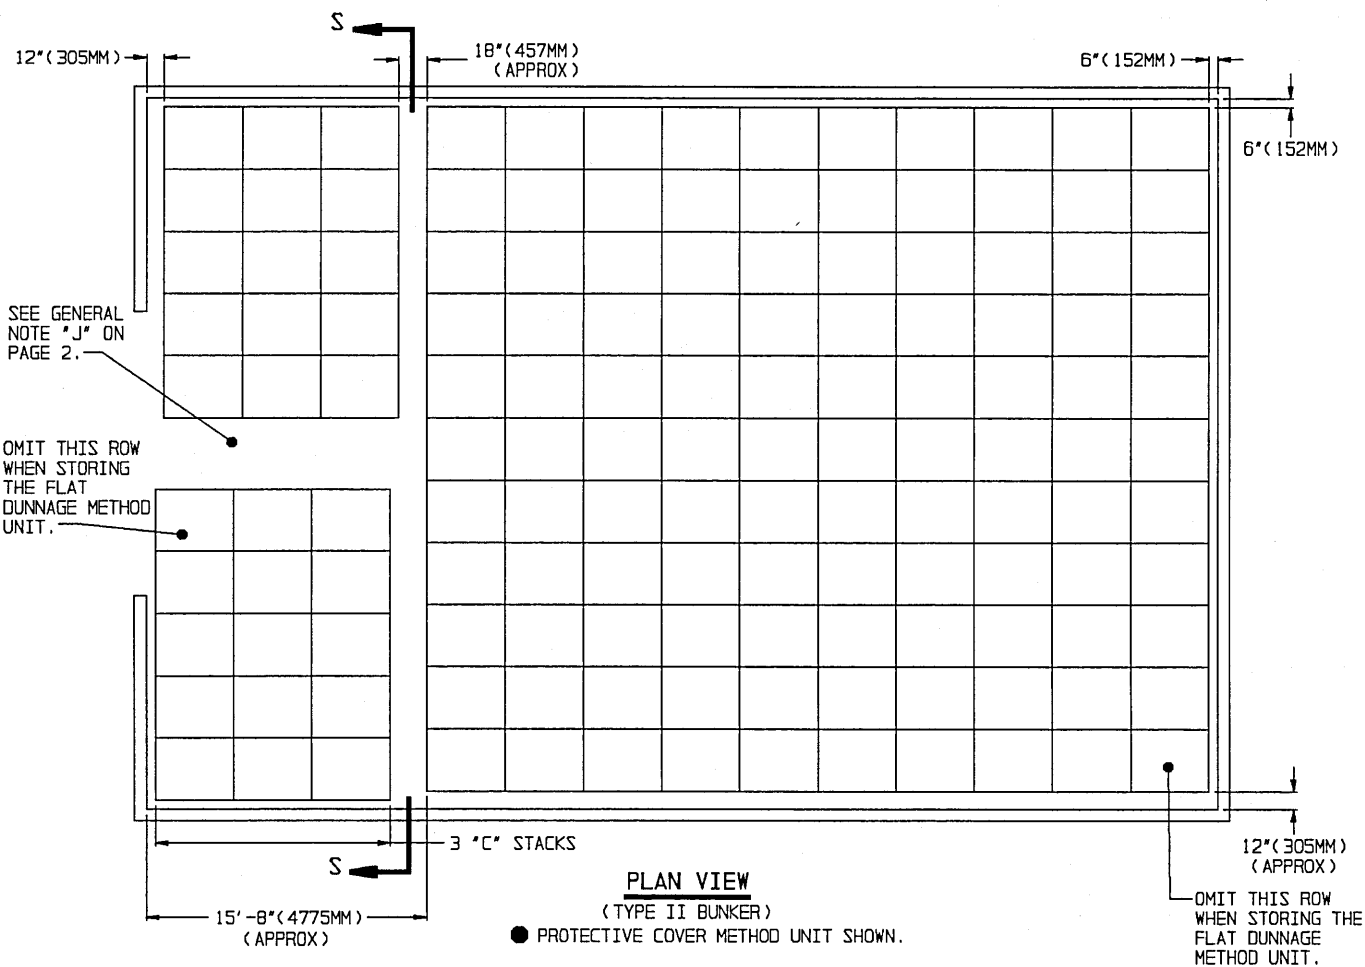 S
12"(305MM)
18"(457MM)
(APPROX)
6"(152MM)
6"(152MM)
SEE GENERAL
NOTE "J" ON
PAGE 2.
OMIT THIS ROW
WHEN STORING
THE FLAT
DUNNAGE METHOD
UNIT.
3 "C" STACKS
S
12"(305MM)
(APPROX)
PLAN VIEW
(TYPE II BUNKER)
● PROTECTIVE COVER METHOD UNIT SHOWN.
15'-8"(4775MM)
(APPROX)
OMIT THIS ROW
WHEN STORING THE
FLAT DUNNAGE
METHOD UNIT.